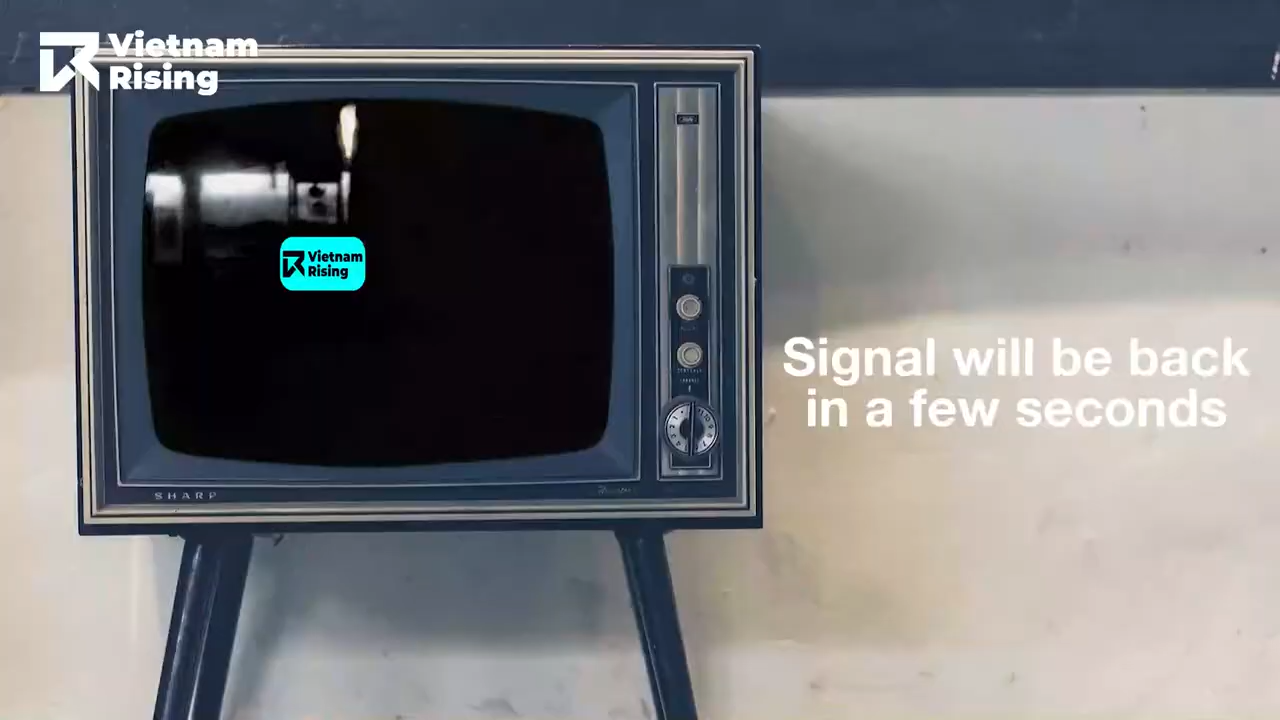 Vietnam
Rising
Vietnam
Rising
Signal will be back
in a few seconds
SHARP